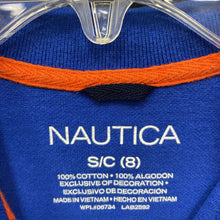 NAUTICA
S/C (8)
100% COTTON • 100% ALGODON
EXCLUSIVE OF DECORATION •
EXCLUSIVO DE DECORACIÓN
MADE IN VIETNAM • HECHO EN VIETNAM
WPL#06734 LAB2592